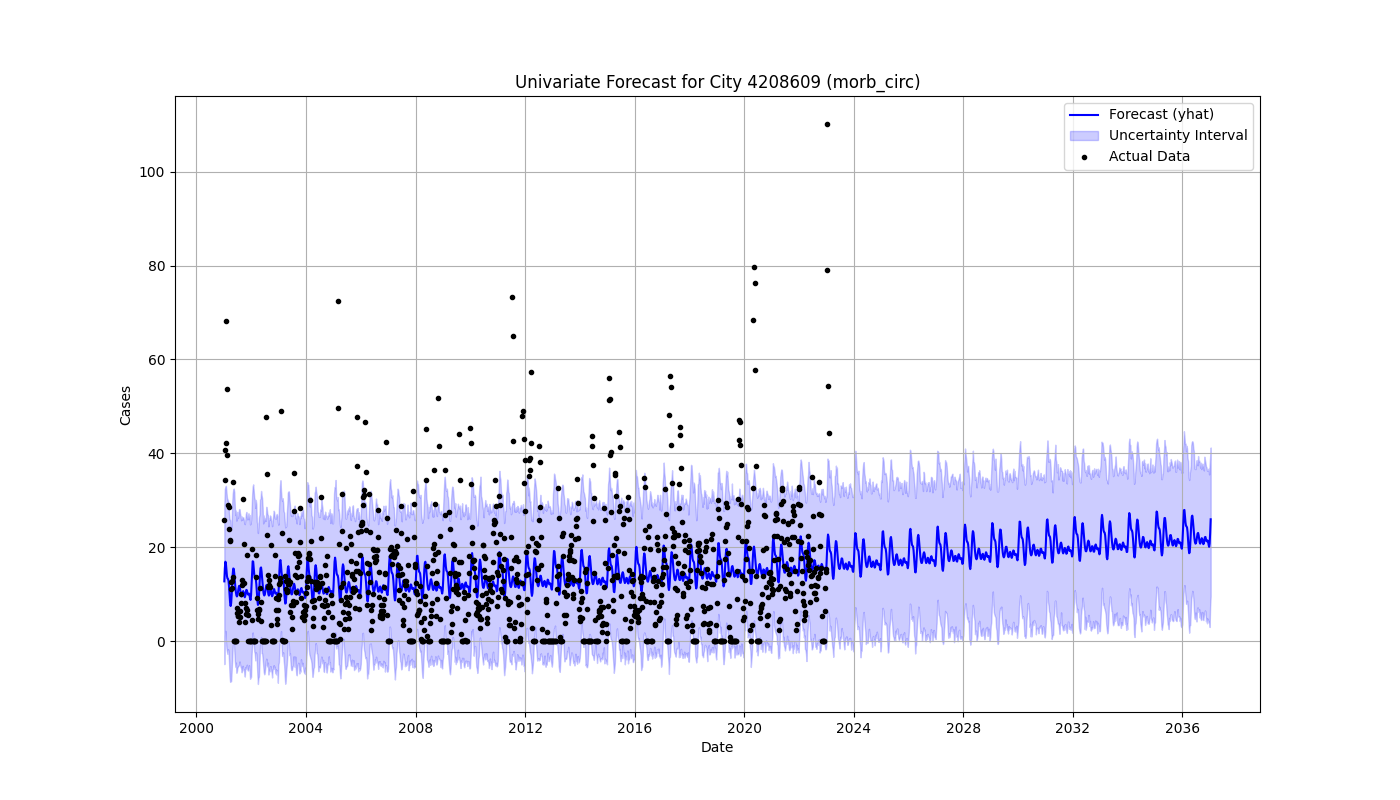 Univariate Forecast for City 4208609 (morb_circ)
Forecast (yhat)
Uncertainty Interval
Actual Data
100
80
60
40
20
0
Cases
2000 2004 2008 2012 2016 2020 2024 2028 2032 2036
Date